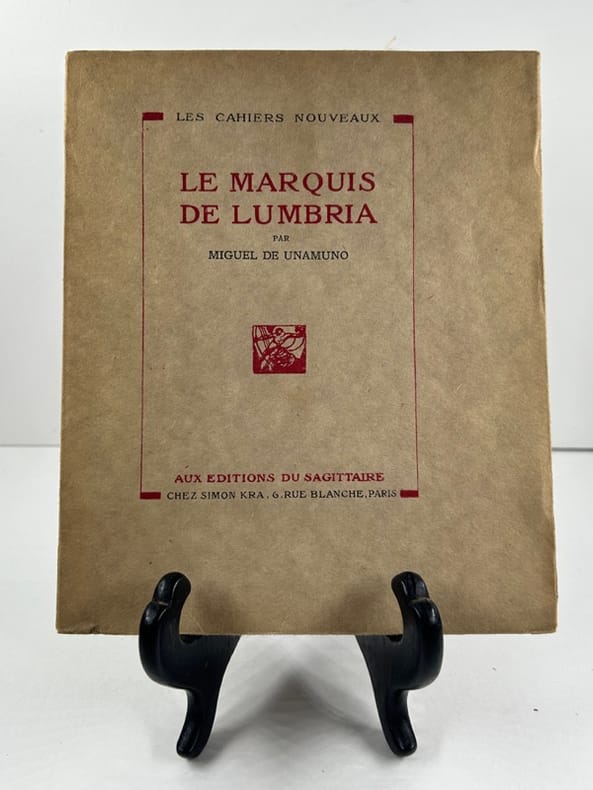 LES CAHIERS NOUVEAUX
LE MARQUIS
DE LUMBRIA
PAR
MIGUEL DE UNAMUNO
AUX EDITIONS DU SAGITTAIRE
CHEZ SIMON KRA, 6, RUE BLANCHE, PARIS